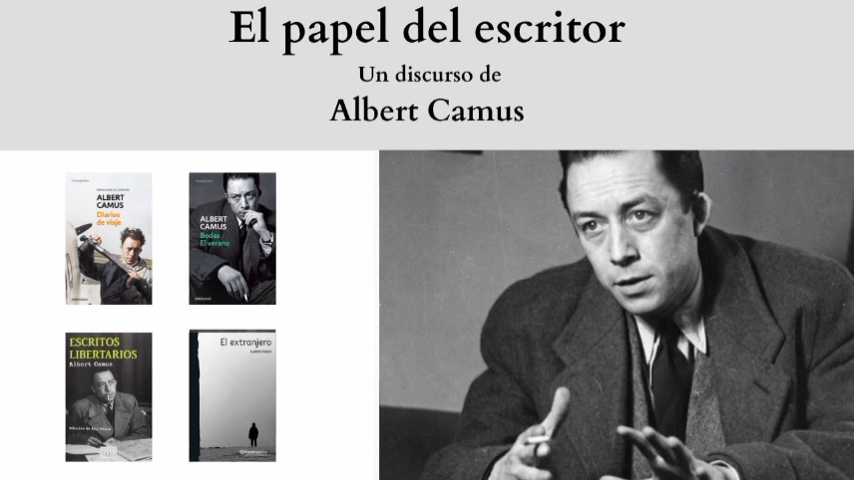 El papel del escritor
Un discurso de
Albert Camus
ALBERT
CAMUS
Diarios
de viaje
ALBERT
CAMUS
Bodas
El verano
ESCRITOS
LIBERTARIOS
Albert Camus
El extranjero